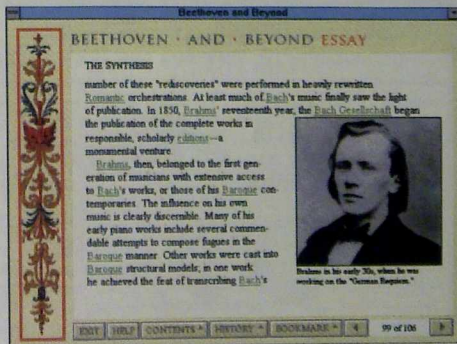 Beethoven and Beyond
BEETHOVEN · AND · BEYOND ESSAY
THE SYNTHESIS
number of these "rediscoveries" were performed in heavily rewritten
Romantic orchestrations. At least much of Bach's music finally saw the light
of publication. In 1850, Brahms' seventeenth year, the Bach Gesellschaft began
the publication of the complete works in
responsible, scholarly editions—a
monumental venture.
Brahms, then, belonged to the first gen-
eration of musicians with extensive access
to Bach's works, or those of his Baroque con-
temporaries. The influence on his own
music is clearly discernible. Many of his
early piano works include several commen-
dable attempts to compose fugues in the
Baroque manner. Other works were cast into
Baroque structural models; in one work
he achieved the feat of transcribing Bach's
Brahms in his early 30s, when he was
working on the "German Requiem."
EXIT HELP CONTENTS HISTORY BOOKMARK 99 of 106